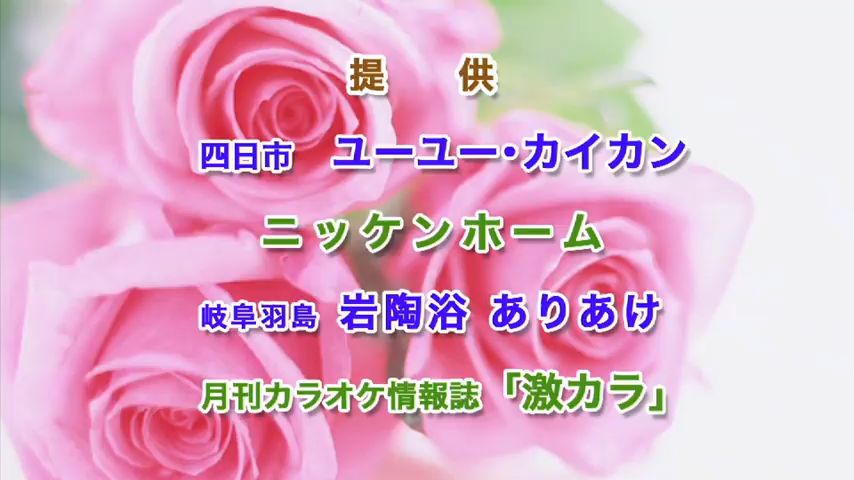 提　供
四日市　ユーユー・カイカン
ニッケンホーム
岐阜羽島　岩陶浴 ありあけ
月刊カラオケ情報誌「激カラ」